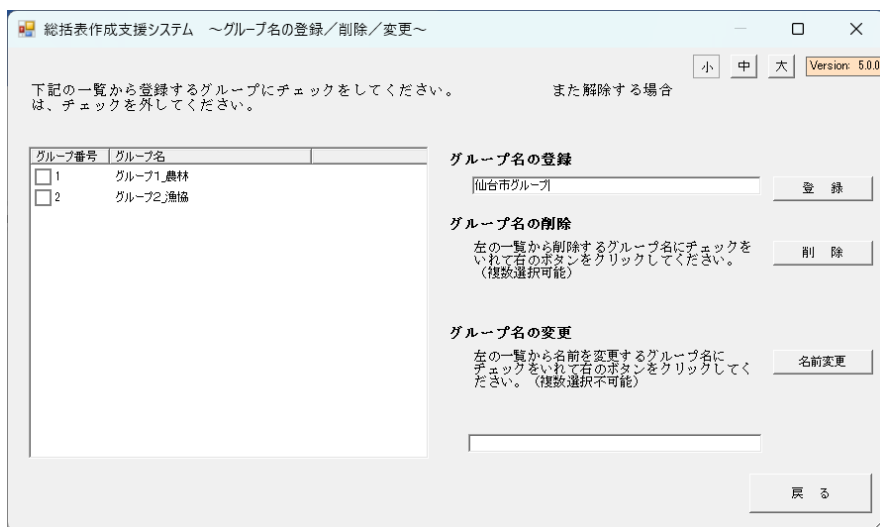 総括表作成支援システム ～グループ名の登録／削除／変更～
小 中 大 Version: 5.0.0
下記の一覧から登録するグループにチェックをしてください。 また解除する場合
は、チェックを外してください。
グループ番号 グループ名
1 グループ1_農林
2 グループ2_漁協
グループ名の登録
仙台市グループ
登 録
グループ名の削除
左の一覧から削除するグループ名にチェックを
いれて右のボタンをクリックしてください。
（複数選択可能）
削 除
グループ名の変更
左の一覧から名前を変更するグループ名に
チェックをいれて右のボタンをクリックしてく
ださい。（複数選択不可能）
名前変更
戻 る